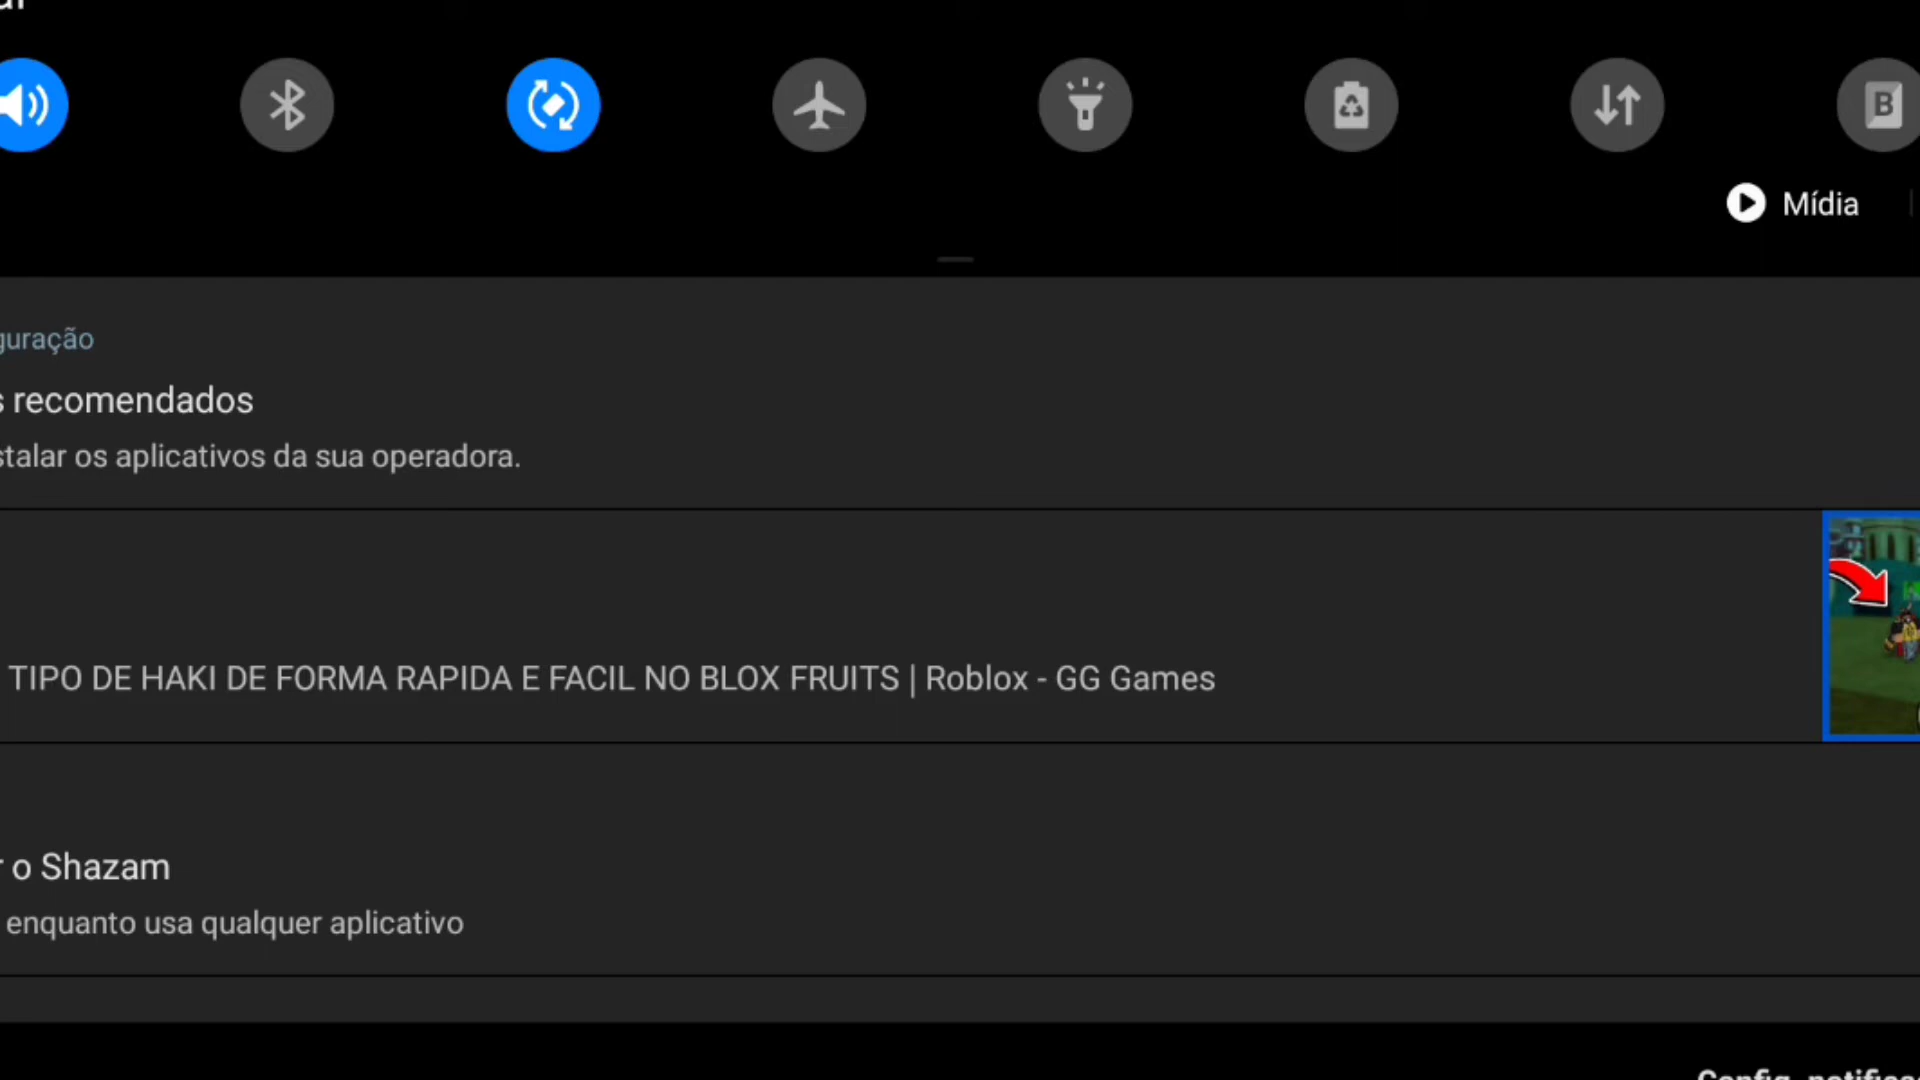 Mídia
guração
s recomendados
stalar os aplicativos da sua operadora.
TIPO DE HAKI DE FORMA RAPIDA E FACIL NO BLOX FRUITS | Roblox - GG Games
r o Shazam
enquanto usa qualquer aplicativo